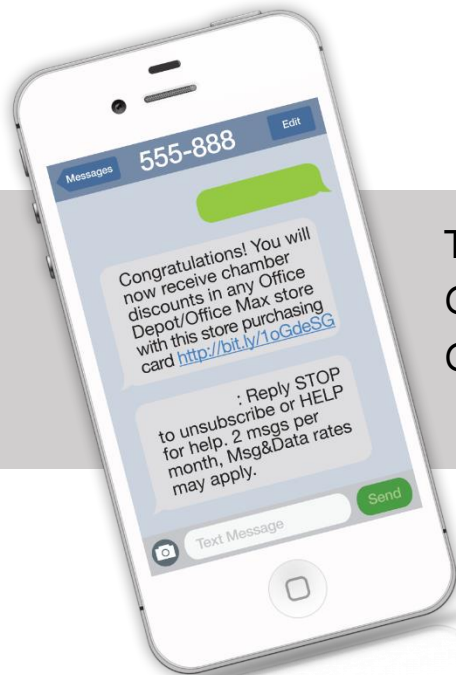 Messages
555-888
Edit
Congratulations! You will
now receive chamber
discounts in any Office
Depot/Office Max store
with this store purchasing
card http://bit.ly/1oGdeSG
: Reply STOP
to unsubscribe or HELP
for help. 2 msgs per
month, Msg&Data rates
may apply.
Text Message
Send